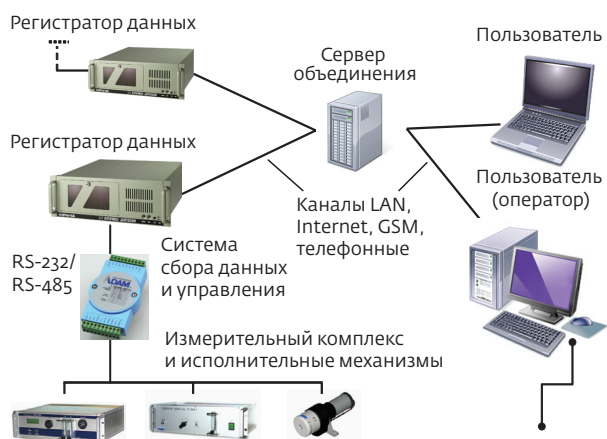 Регистратор данных
Сервер
объединения
Пользователь
Регистратор данных
Пользователь
(оператор)
Каналы LAN,
Internet, GSM,
телефонные
RS-232/
RS-485
Система
сбора данных
и управления
ADAM
Измерительный комплекс
и исполнительные механизмы